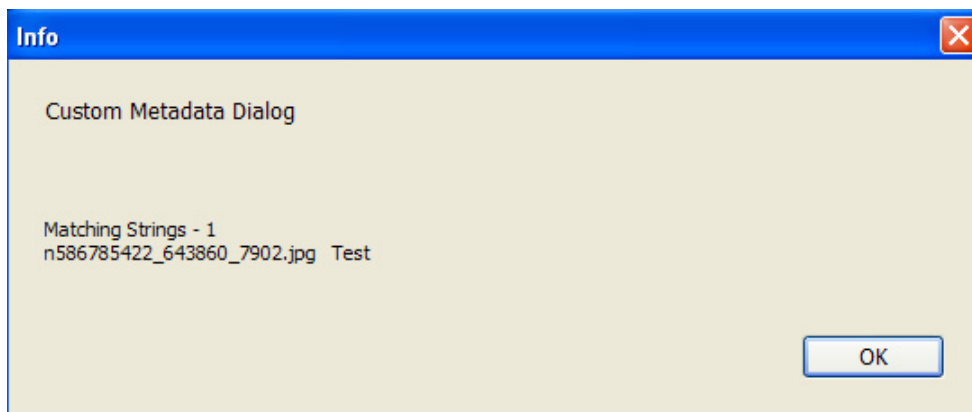 Info
Custom Metadata Dialog
Matching Strings - 1
n586785422_643860_7902.jpg Test
OK